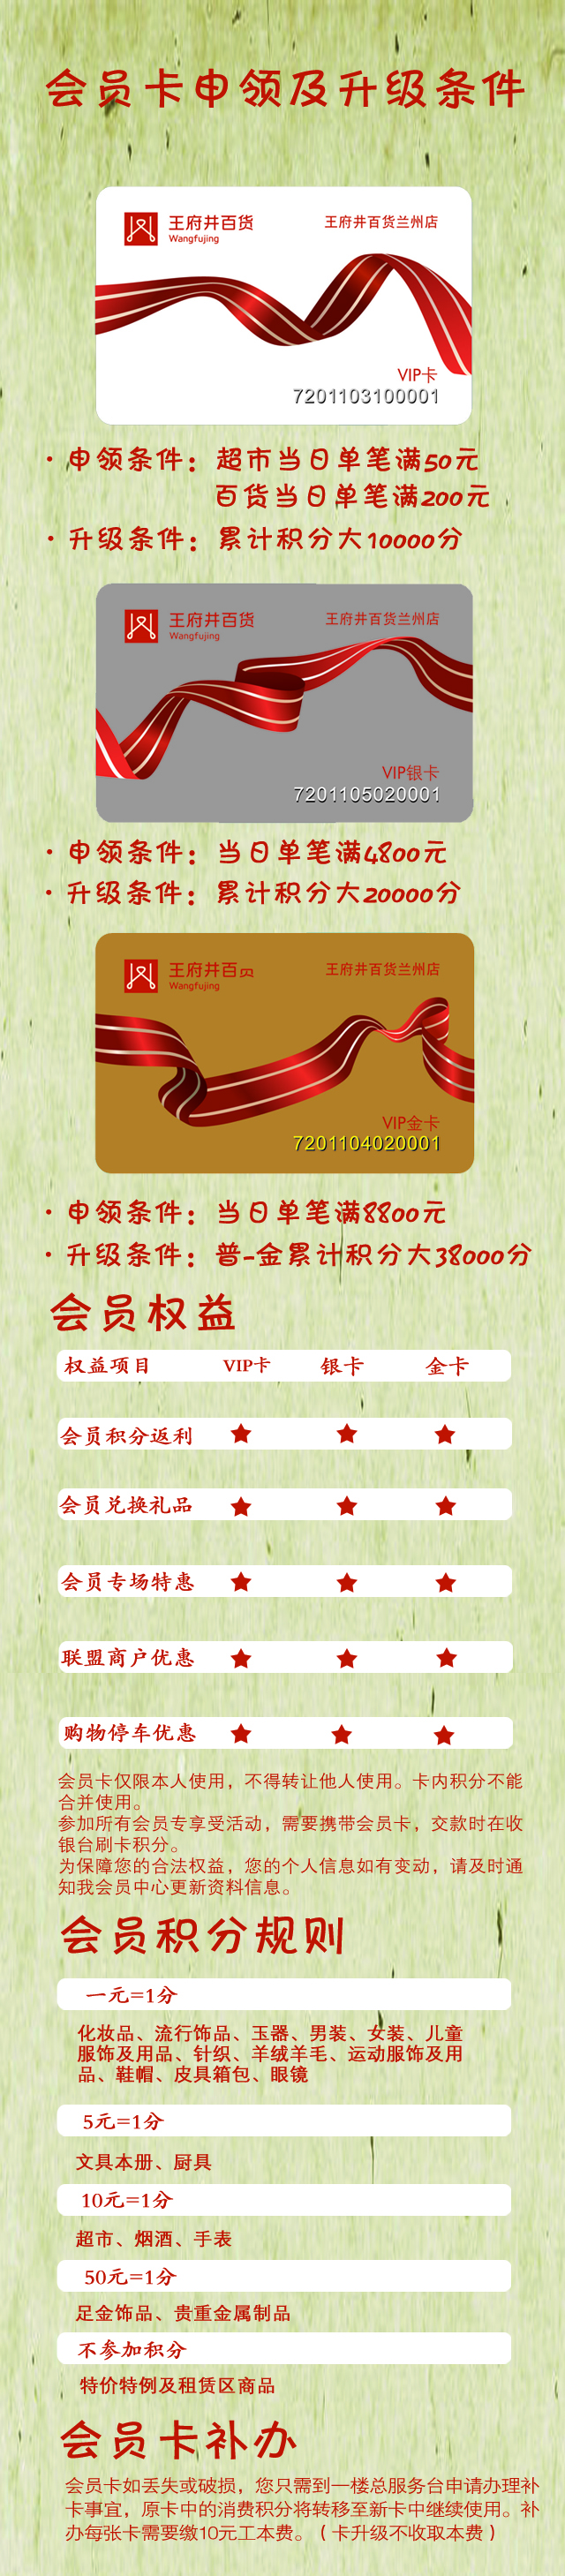 会员卡申领及升级条件
王府井百货
Wangfujing
王府井百货兰州店
VIP卡
7201103100001
· 申领条件：超市当日单笔满50元
百货当日单笔满200元
· 升级条件：累计积分大10000分
王府井百货
Wangfujing
王府井百货兰州店
VIP银卡
7201105020001
· 申领条件：当日单笔满4800元
· 升级条件：累计积分大20000分
王府井百
Wangfujing
王府井百货兰州店
VIP金卡
7201104020001
· 申领条件：当日单笔满8800元
· 升级条件：普-金累计积分大38000分
会员权益
权益项目 VIP卡 银卡 金卡
会员积分返利 ★ ★ ★
会员兑换礼品 ★ ★ ★
会员专场特惠 ★ ★ ★
联盟商户优惠 ★ ★ ★
购物停车优惠 ★ ★ ★
会员卡仅限本人使用，不得转让他人使用。卡内积分不能
合并使用。
参加所有会员专享受活动，需要携带会员卡，交款时在收
银台刷卡积分。
为保障您的合法权益，您的个人信息如有变动，请及时通
知我会员中心更新资料信息。
会员积分规则
一元=1分
化妆品、流行饰品、玉器、男装、女装、儿童
服饰及用品、针织、羊绒羊毛、运动服饰及用
品、鞋帽、皮具箱包、眼镜
5元=1分
文具本册、厨具
10元=1分
超市、烟酒、手表
50元=1分
足金饰品、贵重金属制品
不参加积分
特价特例及租赁区商品
会员卡补办
会员卡如丢失或破损，您只需到一楼总服务台申请办理补
卡事宜，原卡中的消费积分将转移至新卡中继续使用。补
办每张卡需要缴10元工本费。（卡升级不收取本费）